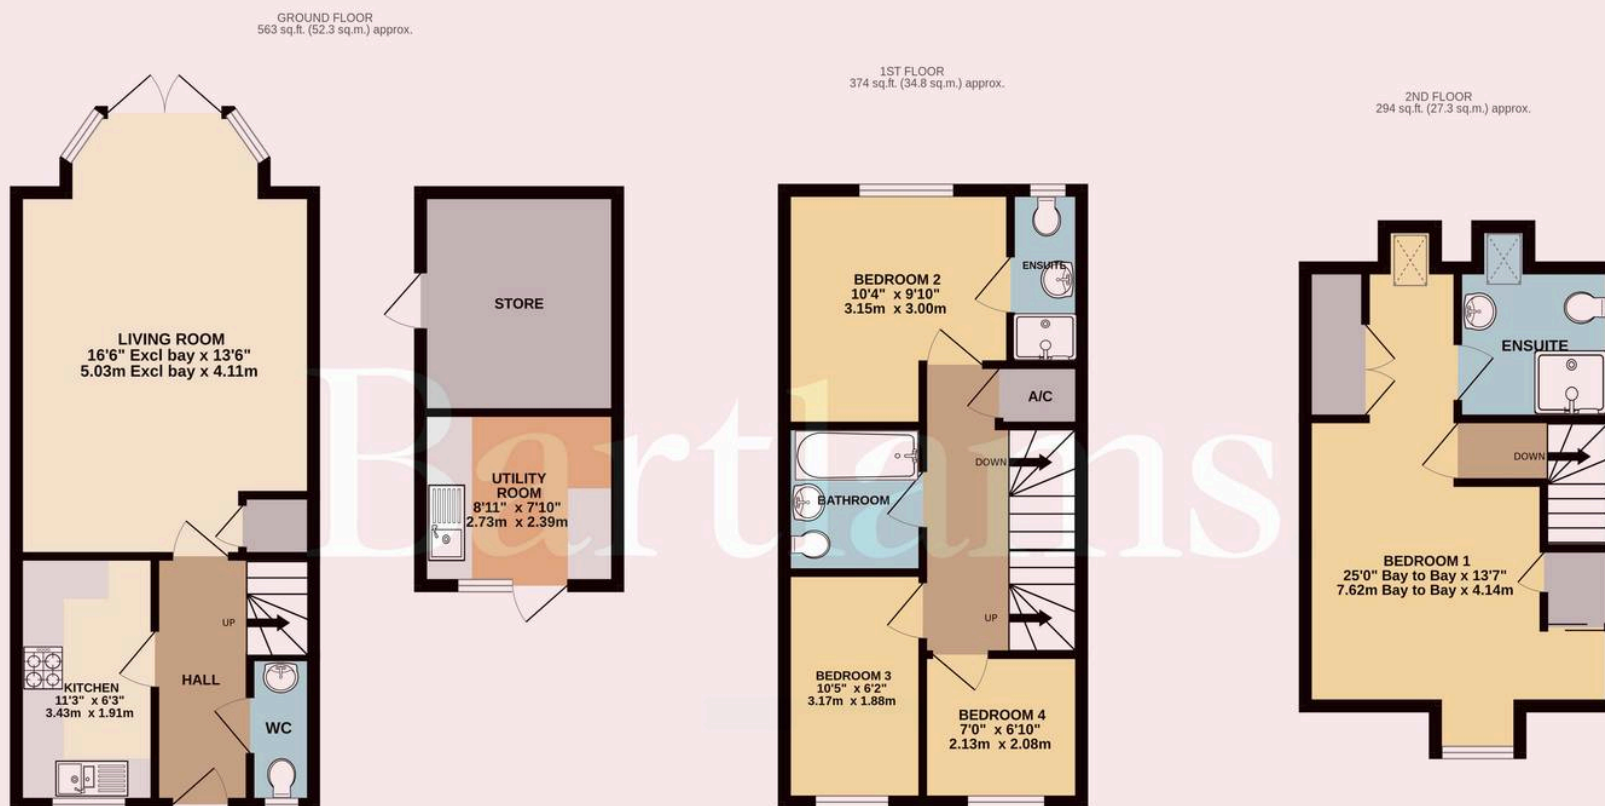 GROUND FLOOR
563 sq.ft. (52.3 sq.m.) approx.
LIVING ROOM
16'6" Excl bay x 13'6"
5.03m Excl bay x 4.11m
UP
HALL
KITCHEN
11'3" x 6'3"
3.43m x 1.91m
WC
STORE
UTILITY
ROOM
8'11" x 7'10"
2.73m x 2.39m
1ST FLOOR
374 sq.ft. (34.8 sq.m.) approx.
BEDROOM 2
10'4" x 9'10"
3.15m x 3.00m
ENSUITE
A/C
DOWN
BATHROOM
UP
BEDROOM 3
10'5" x 6'2"
3.17m x 1.88m
BEDROOM 4
7'0" x 6'10"
2.13m x 2.08m
2ND FLOOR
294 sq.ft. (27.3 sq.m.) approx.
ENSUITE
DOWN
BEDROOM 1
25'0" Bay to Bay x 13'7"
7.62m Bay to Bay x 4.14m
Bartlams